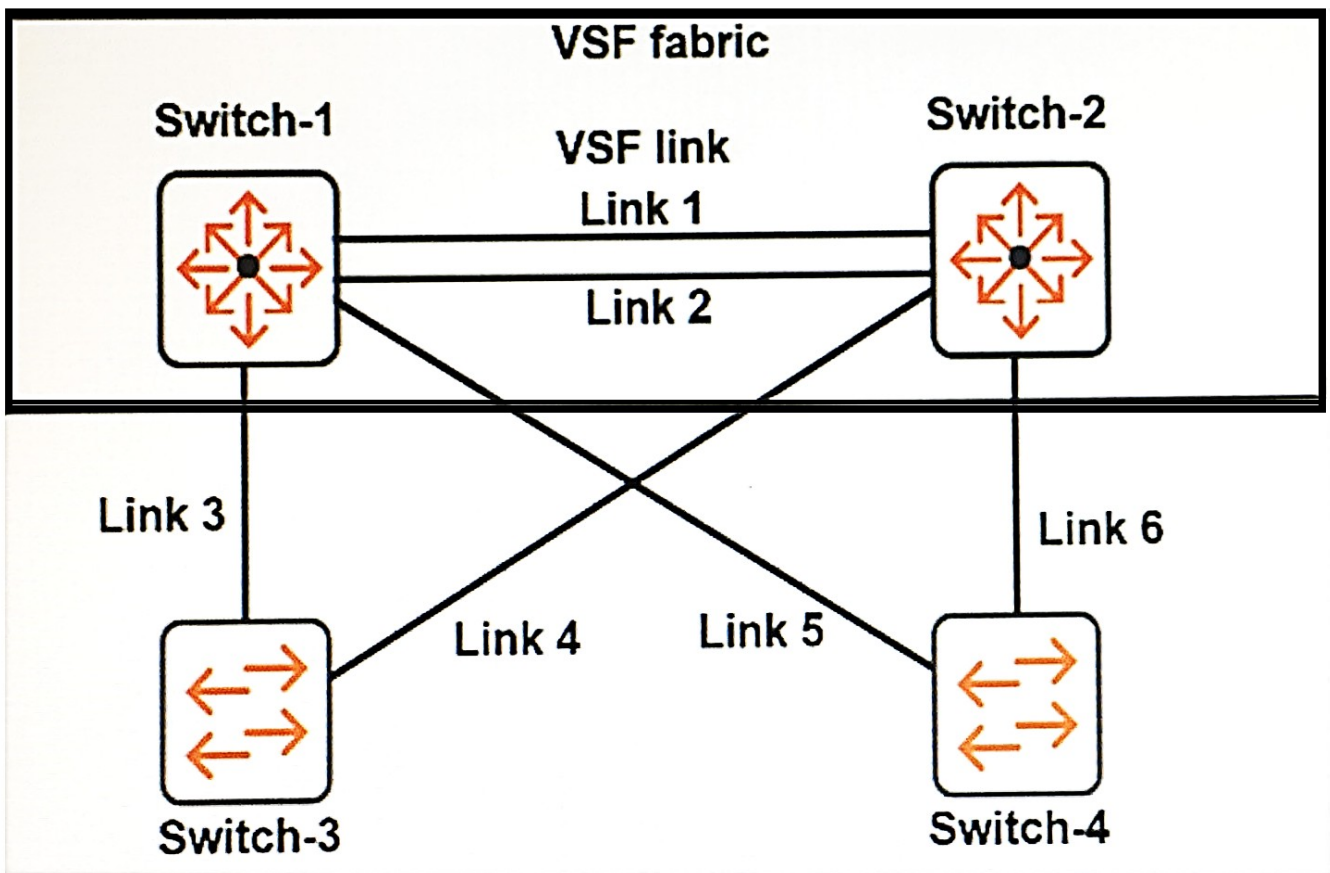 VSF fabric
Switch-1
Switch-2
VSF link
Link 1
Link 2
Link 3
Link 6
Link 4
Link 5
Switch-3
Switch-4